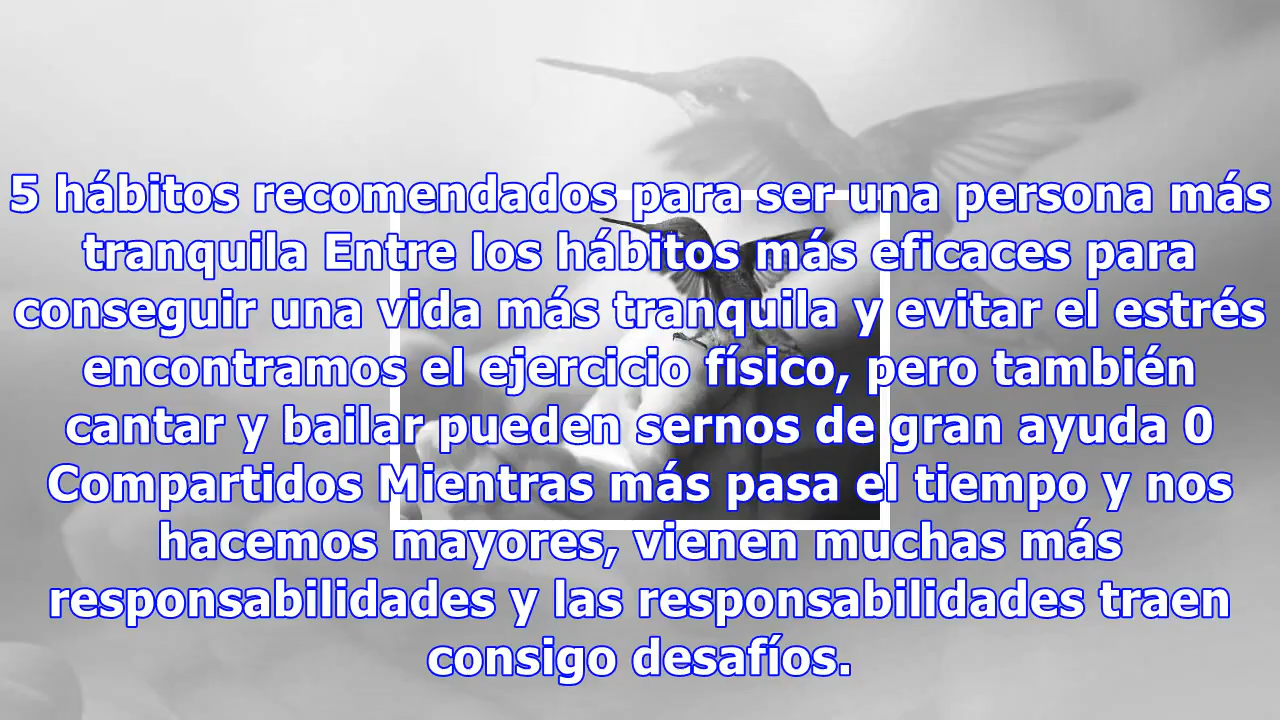 5 hábitos recomendados para ser una persona más
tranquila Entre los hábitos más eficaces para
conseguir una vida más tranquila y evitar el estrés
encontramos el ejercicio físico, pero también
cantar y bailar pueden sernos de gran ayuda 0
Compartidos Mientras más pasa el tiempo y nos
hacemos mayores, vienen muchas más
responsabilidades y las responsabilidades traen
consigo desafíos.